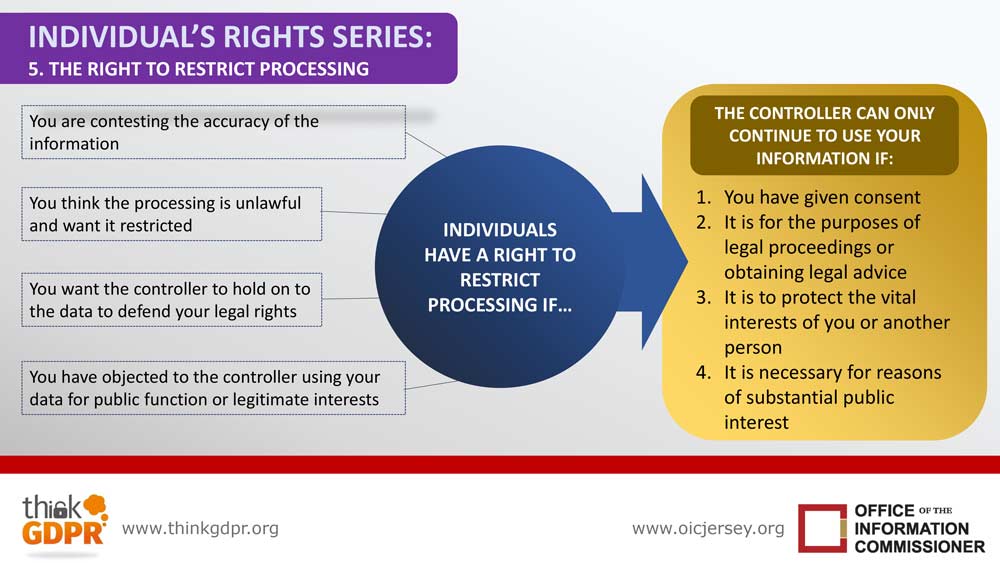 INDIVIDUAL’S RIGHTS SERIES:
5. THE RIGHT TO RESTRICT PROCESSING
You are contesting the accuracy of the
information
You think the processing is unlawful
and want it restricted
You want the controller to hold on to
the data to defend your legal rights
You have objected to the controller using your
data for public function or legitimate interests
INDIVIDUALS
HAVE A RIGHT TO
RESTRICT
PROCESSING IF…
THE CONTROLLER CAN ONLY
CONTINUE TO USE YOUR
INFORMATION IF:
1. You have given consent
2. It is for the purposes of
legal proceedings or
obtaining legal advice
3. It is to protect the vital
interests of you or another
person
4. It is necessary for reasons
of substantial public
interest
think
GDPR
www.thinkgdpr.org
www.oicjersey.org
OFFICE OF THE
INFORMATION
COMMISSIONER